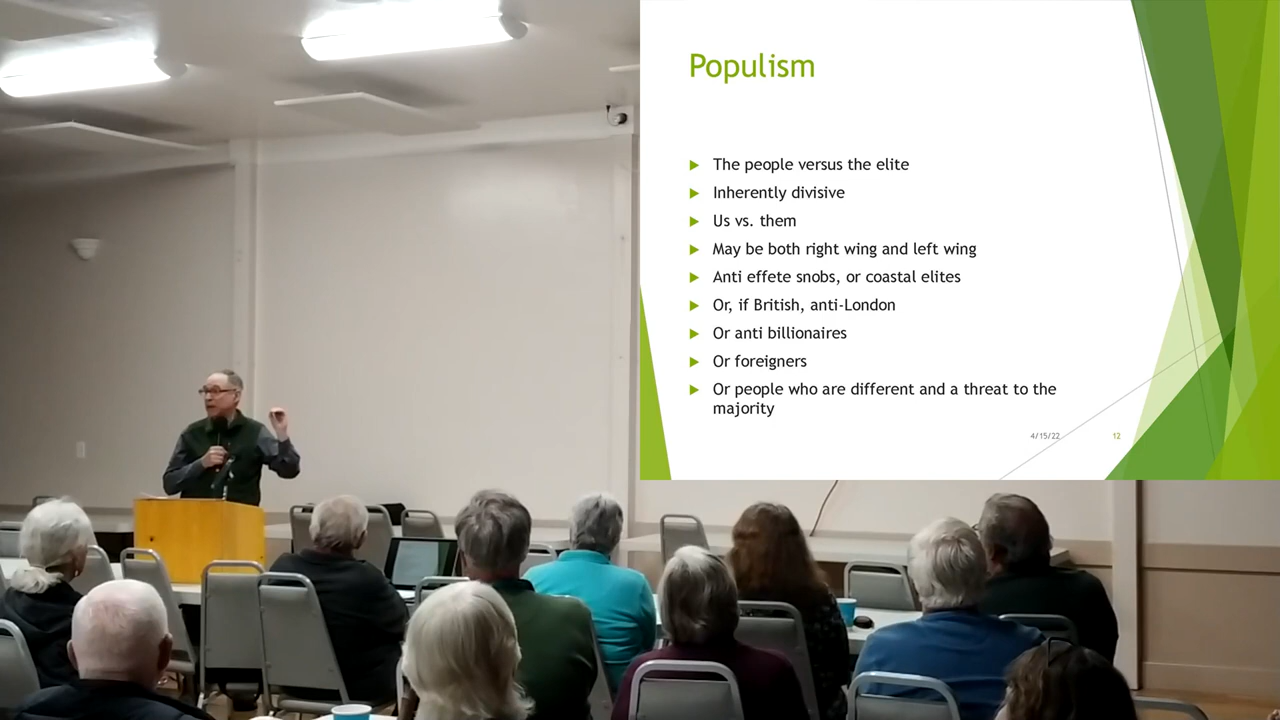 Populism
The people versus the elite
Inherently divisive
Us vs. them
May be both right wing and left wing
Anti effete snobs, or coastal elites
Or, if British, anti-London
Or anti billionaires
Or foreigners
Or people who are different and a threat to the
majority
4/15/22
12